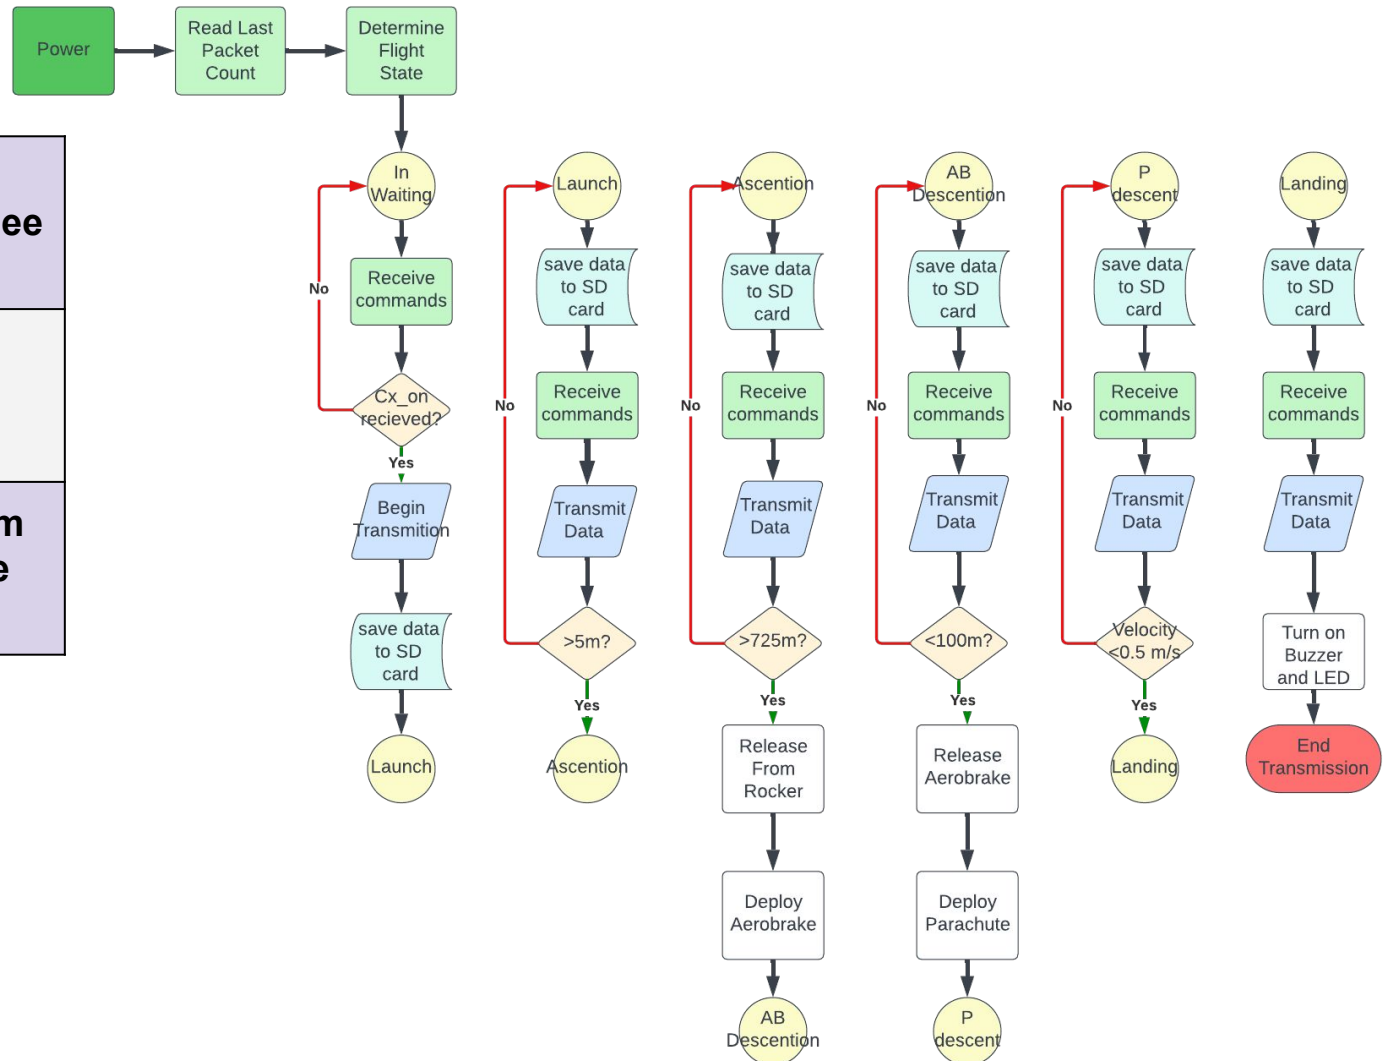 Power
Read Last
Packet
Count
Determine
Flight
State
ee
m
e
In
Waiting
Receive
commands
No
Cx_on
recieved?
Yes
Begin
Transmition
save data
to SD
card
Launch
Launch
save data
to SD
card
Receive
commands
No
Transmit
Data
>5m?
Yes
Ascention
Ascention
save data
to SD
card
Receive
commands
No
Transmit
Data
>725m?
Yes
Release
From
Rocker
Deploy
Aerobrake
AB
Descention
AB
Descention
save data
to SD
card
Receive
commands
No
Transmit
Data
<100m?
Yes
Release
Aerobrake
Deploy
Parachute
P
descent
P
descent
save data
to SD
card
Receive
commands
No
Transmit
Data
Velocity
<0.5 m/s
Yes
Landing
Landing
save data
to SD
card
Receive
commands
Transmit
Data
Turn on
Buzzer
and LED
End
Transmission